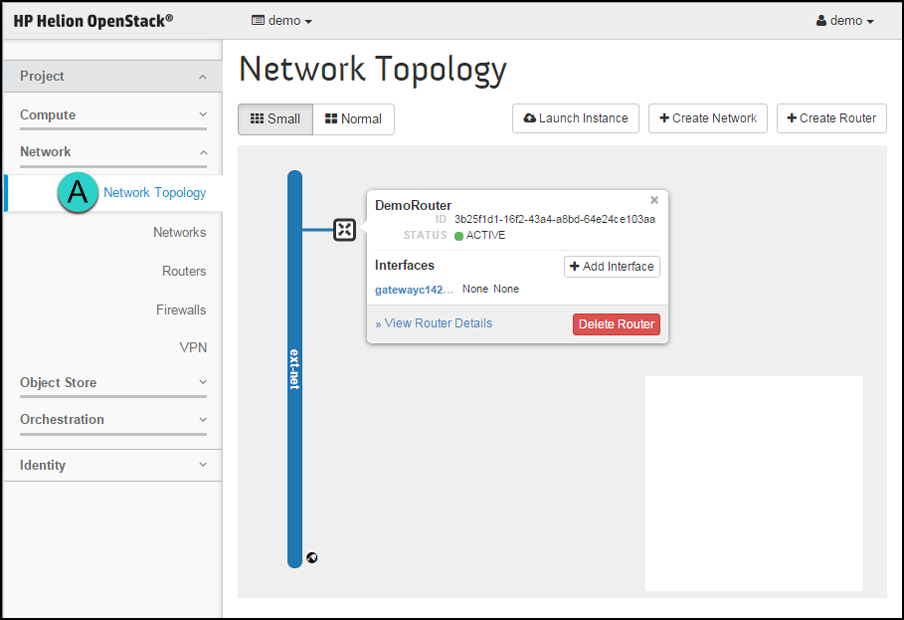 HP Helion OpenStack®
demo
demo
Project
Compute
Network
A
Network Topology
Networks
Routers
Firewalls
VPN
Object Store
Orchestration
Identity
Network Topology
Small Normal
Launch Instance
+ Create Network
+ Create Router
ext-net
DemoRouter ×
ID 3b25f1d1-16f2-43a4-a8bd-64e24ce103aa
STATUS ACTIVE
Interfaces + Add Interface
gatewayc142... None None
» View Router Details Delete Router